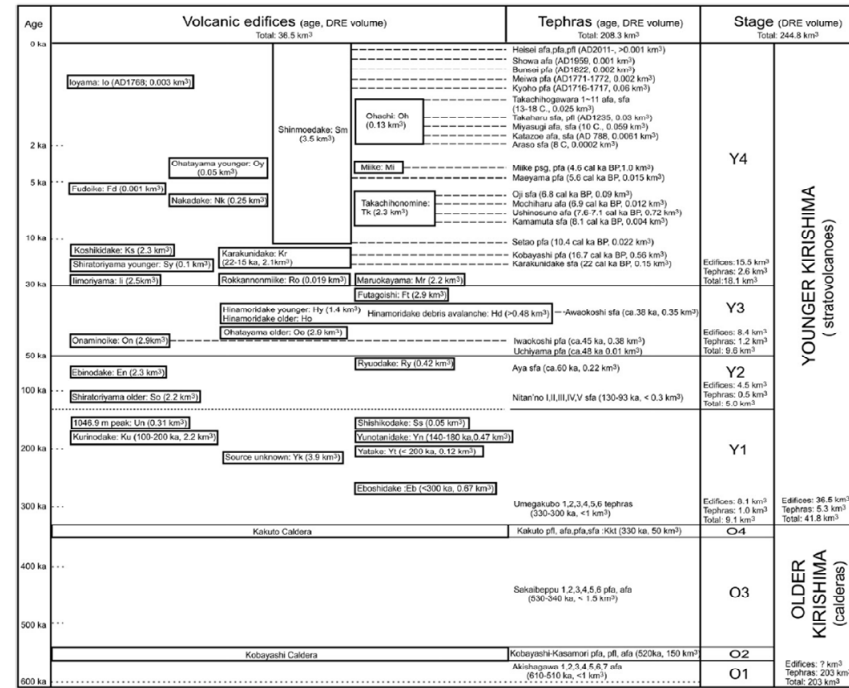 Age
Volcanic edifices (age, DRE volume)
Total: 36.5 km³
Tephras (age, DRE volume)
Total: 208.3 km³
Stage (DRE volume)
Total: 244.8 km³
0 ka
Ioyama: Io (AD1768; 0.003 km³)
Shinmoedake: Sm
(3.5 km³)
Heisei afa,pfa,pfl (AD2011-, >0.001 km³)
Showa afa (AD1959, 0.001 km³)
Bunsei pfa (AD1822, 0.002 km³)
Meiwa pfa (AD1771-1772, 0.002 km³)
Kyoho pfa (AD1716-1717, 0.06 km³)
Ohachi: Oh
(0.13 km³)
Takachihogawara 1~11 afa, sfa
(13-18 C., 0.025 km³)
Takaharu sfa, pfl (AD1235, 0.03 km³)
Miyasugi afa, sfa (10 C., 0.059 km³)
Katazoe afa, sfa (AD 788, 0.0061 km³)
Araso sfa (8 C, 0.0002 km³)
2 ka
Ohatayama younger: Oy
(0.05 km³)
Miike: Mi
Miike psg, pfa (4.6 cal ka BP,1.0 km³)
Maeyama pfa (5.6 cal ka BP, 0.015 km³)
5 ka
Fudoike: Fd (0.001 km³)
Nakadake: Nk (0.25 km³)
Takachihonomine:
Tk (2.3 km³)
Oji sfa (6.8 cal ka BP, 0.09 km³)
Mochiharu afa (6.9 cal ka BP, 0.012 km³)
Ushinosune afa (7.6-7.1 cal ka BP, 0.72 km³)
Kamamuta sfa (8.1 cal ka BP, 0.004 km³)
Y4
10 ka
Setao pfa (10.4 cal ka BP, 0.022 km³)
Koshikidake: Ks (2.3 km³)
Karakunidake: Kr
(22-15 ka, 2.1km³)
Kobayashi pfa (16.7 cal ka BP, 0.56 km³)
Shiratoriyama younger: Sy (0.1 km³)
Karakunidake sfa (22 cal ka BP, 0.15 km³)
Iimoriyama: Ii (2.5km³)
Rokkannonmiike: Ro (0.019 km³)
Maruokayama: Mr (2.2 km³)
Edifices:15.5 km³
Tephras: 2.6 km³
Total:18.1 km³
30 ka
Futagoishi: Ft (2.9 km³)
Hinamoridake younger: Hy (1.4 km³)
Hinamoridake older: Ho
Hinamoridake debris avalanche: Hd (>0.48 km³)
Awaokoshi sfa (ca.38 ka, 0.35 km³)
Y3
Ohatayama older: Oo (2.9 km³)
Onaminoike: On (2.9km³)
Iwaokoshi pfa (ca.45 ka, 0.38 km³)
Uchiyama pfa (ca.48 ka 0.01 km³)
Edifices: 8.4 km³
Tephras: 1.2 km³
Total: 9.6 km³
50 ka
Ebinodake: En (2.3 km³)
Ryuodake: Ry (0.42 km³)
Aya sfa (ca.60 ka, 0.22 km³)
Y2
100 ka
Shiratoriyama older: So (2.2 km³)
Nitan'no I,II,III,IV,V sfa (130-93 ka, < 0.3 km³)
Edifices: 4.5 km³
Tephras: 0.5 km³
Total: 5.0 km³
1046.9 m peak: Un (0.31 km³)
Shishikodake: Ss (0.05 km³)
Kurinodake: Ku (100-200 ka, 2.2 km³)
Yunotanidake: Yn (140-180 ka,0.47 km³)
Yatake: Yt (< 200 ka, 0.12 km³)
200 ka
Source unknown: Yk (3.9 km³)
Y1
Eboshidake :Eb (<300 ka, 0.67 km³)
300 ka
Umegakubo 1,2,3,4,5,6 tephras
(330-300 ka, <1 km³)
Edifices: 8.1 km³
Tephras: 1.0 km³
Total: 9.1 km³
YOUNGER KIRISHIMA
( stratovolcanoes)
Edifices: 36.5 km³
Tephras: 5.3 km³
Total: 41.8 km³
Kakuto Caldera
Kakuto pfl, afa,pfa,sfa :Kkt (330 ka, 50 km³)
O4
400 ka
Sakaibeppu 1,2,3,4,5,6 pfa, afa
(530-340 ka, < 1.5 km³)
O3
500 ka
OLDER
KIRISHIMA
(calderas)
Kobayashi Caldera
Kobayashi-Kasamori pfa, pfl, afa (520ka, 150 km³)
O2
Akishagawa 1,2,3,4,5,6,7 afa
(610-510 ka, <1 km³)
O1
600 ka
Edifices: ? km³
Tephras: 203 km³
Total: 203 km³